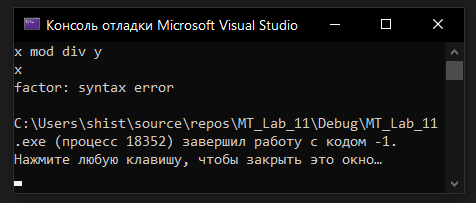 Консоль отладки Microsoft Visual Studio
x mod div y
x
factor: syntax error
C:\Users\shist\source\repos\MT_Lab_11\Debug\MT_Lab_11
.exe (процесс 18352) завершил работу с кодом -1.
Нажмите любую клавишу, чтобы закрыть это окно…